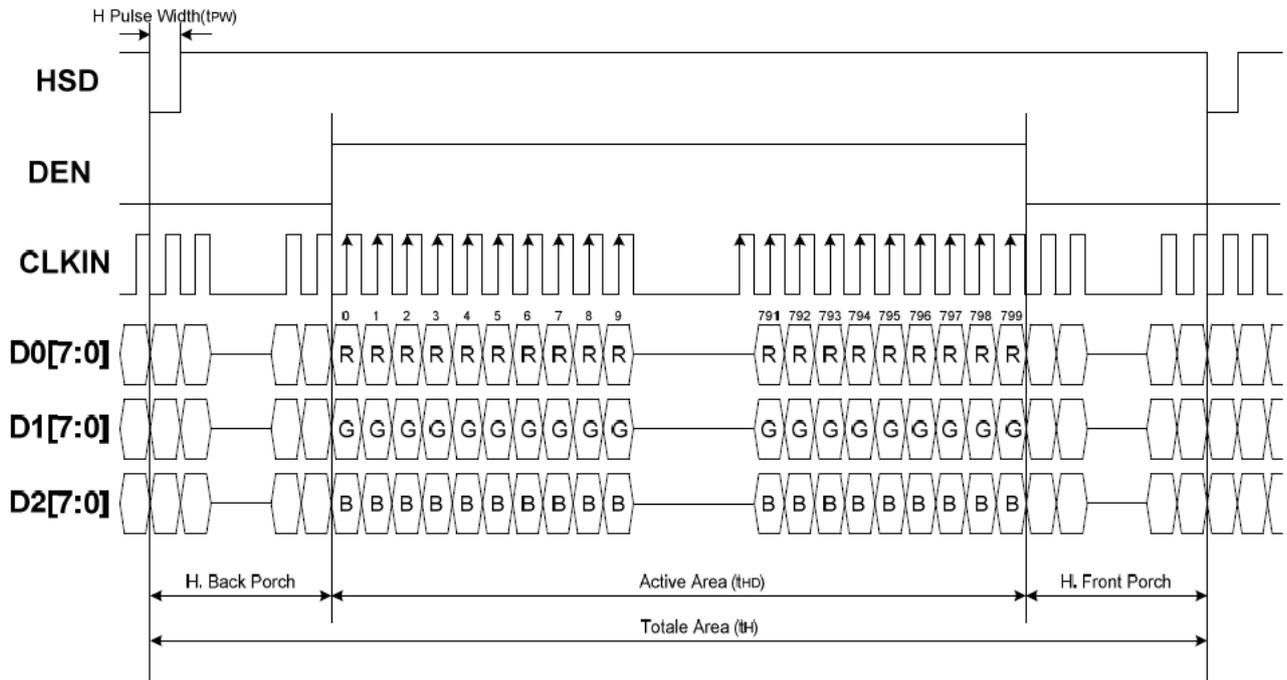 H Pulse Width(tPW)
HSD
DEN
CLKIN
0 1 2 3 4 5 6 7 8 9 791 792 793 794 795 796 797 798 799
D0[7:0] R R R R R R R R R R R R R R R R R R R
D1[7:0] G G G G G G G G G G G G G G G G G G G
D2[7:0] B B B B B B B B B B B B B B B B B B B
H. Back Porch Active Area (tHD) H. Front Porch
Totale Area (tH)